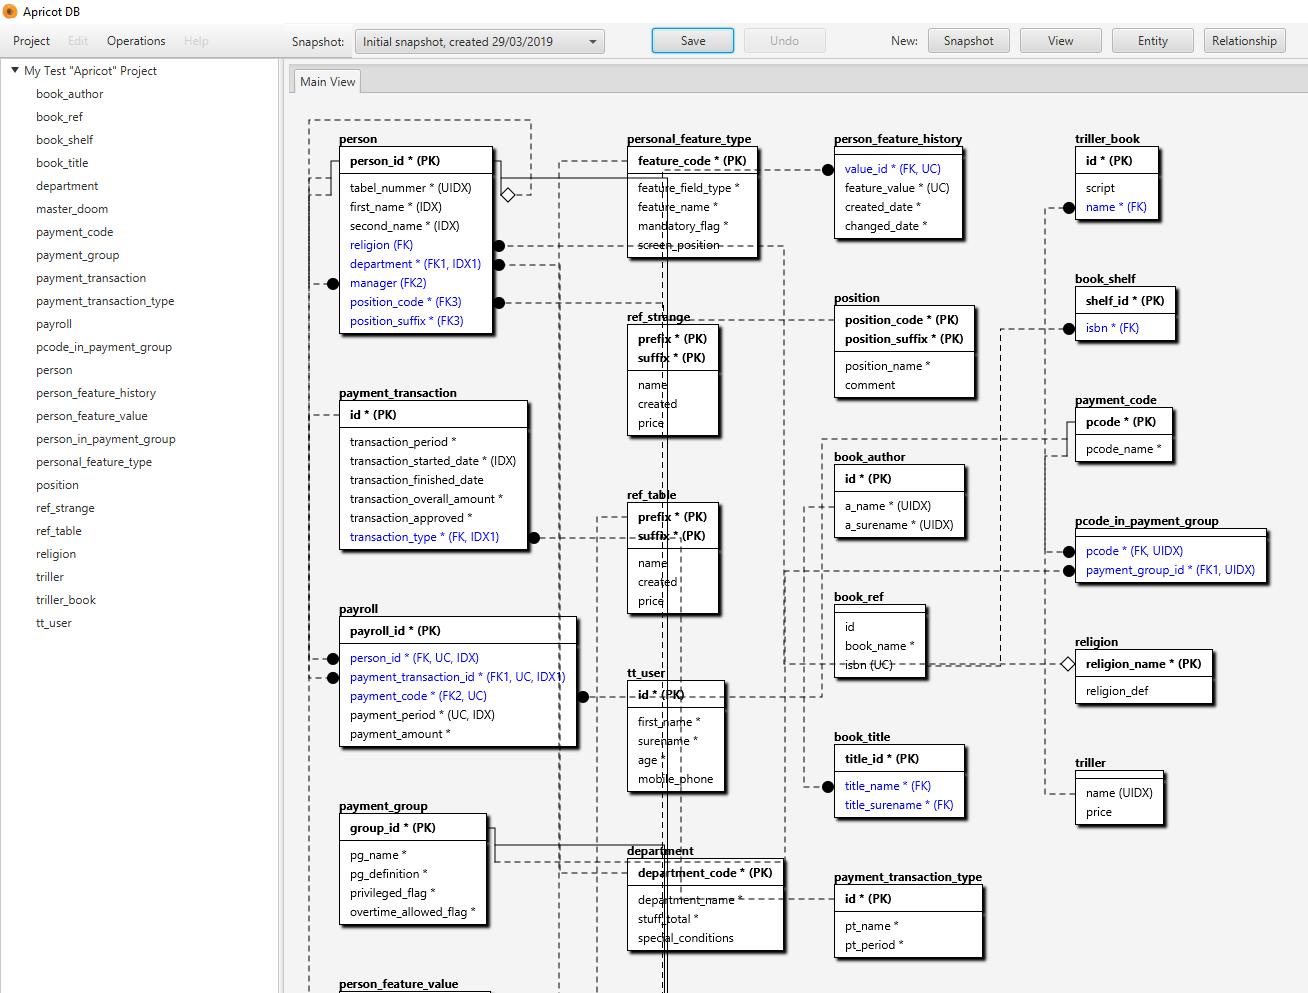 Apricot DB
Project Edit Operations Help Snapshot: Initial snapshot, created 29/03/2019 Save Undo New: Snapshot View Entity Relationship
My Test "Apricot" Project
book_author
book_ref
book_shelf
book_title
department
master_doom
payment_code
payment_group
payment_transaction
payment_transaction_type
payroll
pcode_in_payment_group
person
person_feature_history
person_feature_value
person_in_payment_group
personal_feature_type
position
ref_strange
ref_table
religion
triller
triller_book
tt_user
Main View
person
person_id * (PK)
tabel_nummer * (UIDX)
first_name * (IDX)
second_name * (IDX)
religion (FK)
department * (FK1, IDX1)
manager (FK2)
position_code * (FK3)
position_suffix * (FK3)
payment_transaction
id * (PK)
transaction_period *
transaction_started_date * (IDX)
transaction_finished_date
transaction_overall_amount *
transaction_approved *
transaction_type * (FK, IDX1)
payroll
payroll_id * (PK)
person_id * (FK, UC, IDX)
payment_transaction_id * (FK1, UC, IDX1)
payment_code * (FK2, UC)
payment_period * (UC, IDX)
payment_amount *
payment_group
group_id * (PK)
pg_name *
pg_definition *
privileged_flag *
overtime_allowed_flag *
person_feature_value
personal_feature_type
feature_code * (PK)
feature_field_type *
feature_name *
mandatory_flag *
screen_position
ref_strange
prefix * (PK)
suffix * (PK)
name
created
price
ref_table
prefix * (PK)
suffix * (PK)
name
created
price
tt_user
id * (PK)
first_name *
surename *
age *
mobile_phone
department
department_code * (PK)
department_name *
stuff_total *
special_conditions
person_feature_history
value_id * (FK, UC)
feature_value * (UC)
created_date *
changed_date *
position
position_code * (PK)
position_suffix * (PK)
position_name *
comment
book_author
id * (PK)
a_name * (UIDX)
a_surename * (UIDX)
book_ref
id
book_name *
isbn (UC)
book_title
title_id * (PK)
title_name * (FK)
title_surename * (FK)
payment_transaction_type
id * (PK)
pt_name *
pt_period *
triller_book
id * (PK)
script
name * (FK)
book_shelf
shelf_id * (PK)
isbn * (FK)
payment_code
pcode * (PK)
pcode_name *
pcode_in_payment_group
pcode * (FK, UIDX)
payment_group_id * (FK1, UIDX)
religion
religion_name * (PK)
religion_def
triller
name (UIDX)
price